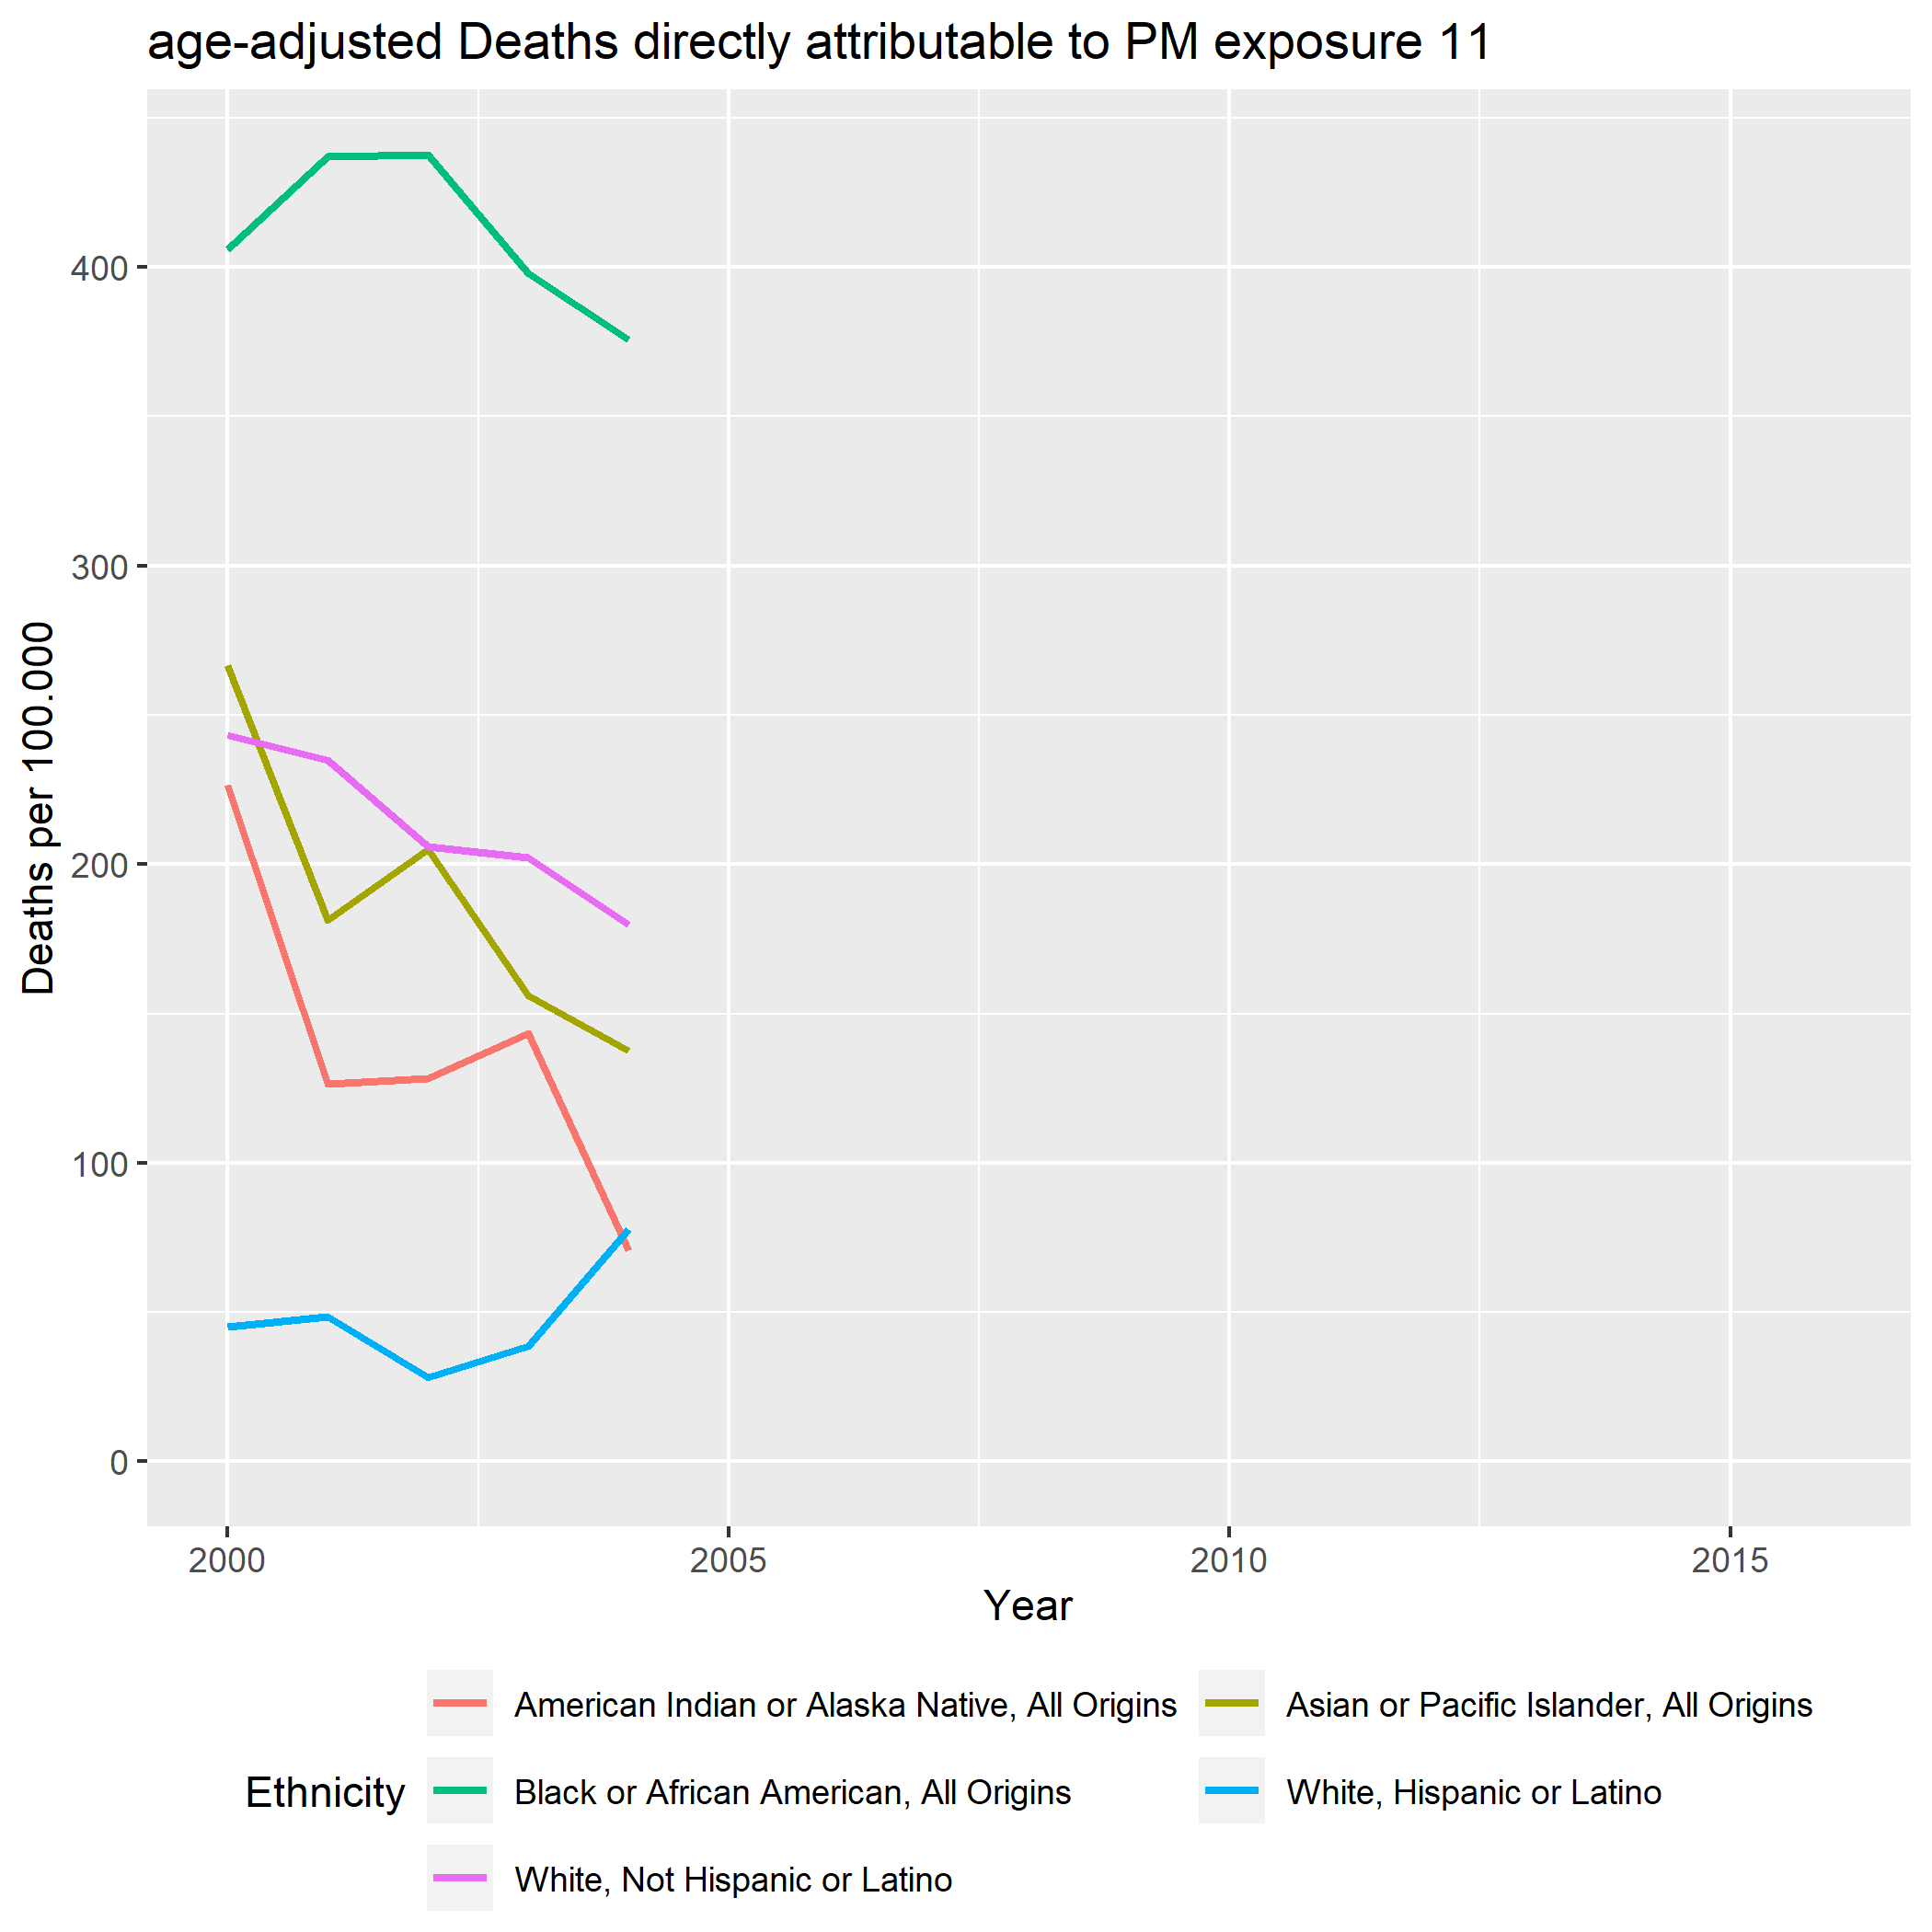 age-adjusted Deaths directly attributable to PM exposure 11
Deaths per 100.000
400
300
200
100
0
2000 2005 2010 2015
Year
Ethnicity
American Indian or Alaska Native, All Origins
Asian or Pacific Islander, All Origins
Black or African American, All Origins
White, Hispanic or Latino
White, Not Hispanic or Latino